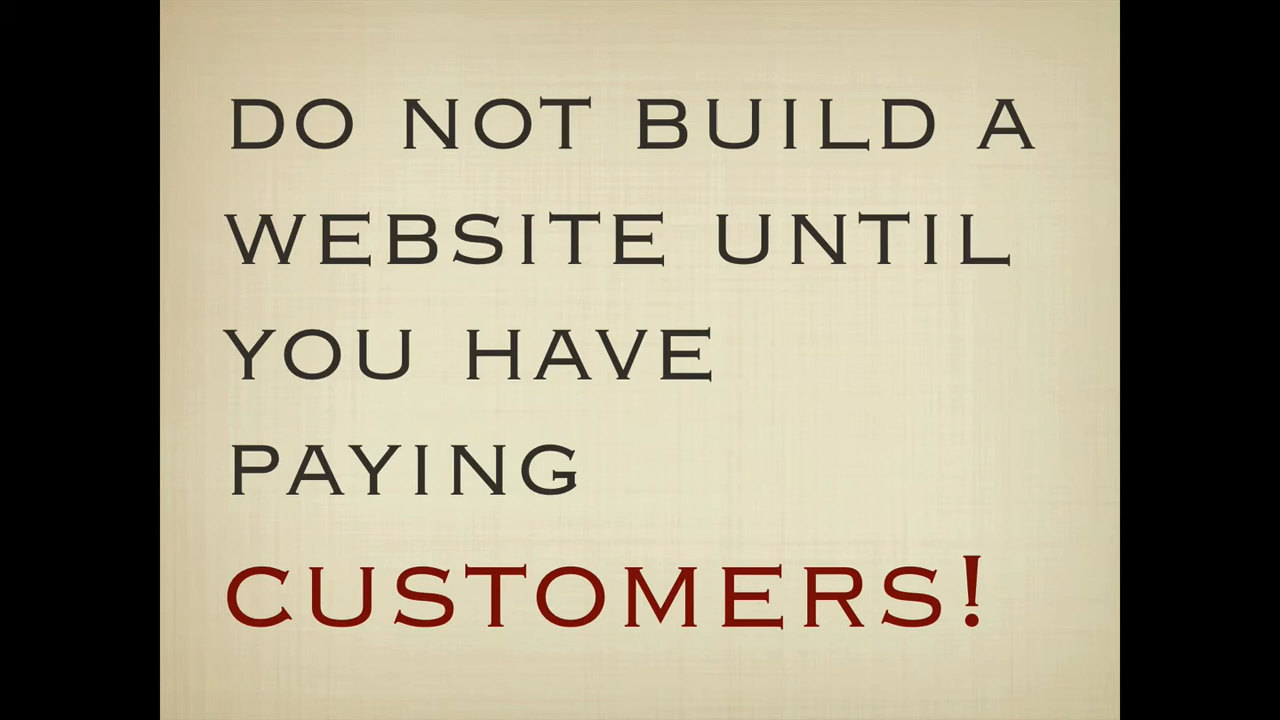 DO NOT BUILD A
WEBSITE UNTIL
YOU HAVE
PAYING
CUSTOMERS!